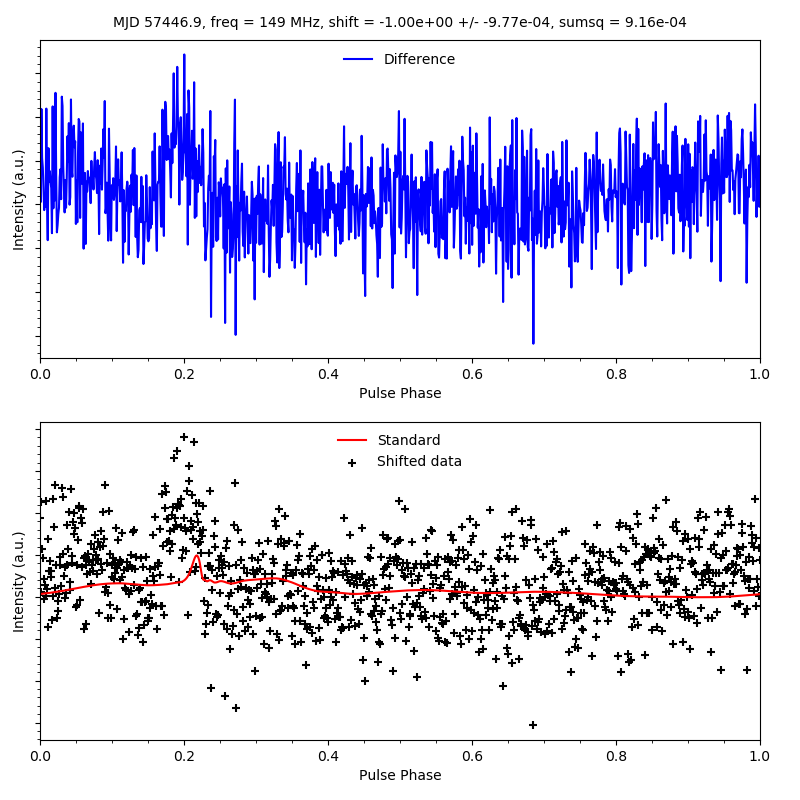 MJD 57446.9, freq = 149 MHz, shift = -1.00e+00 +/- -9.77e-04, sumsq = 9.16e-04
Difference
Intensity (a.u.)
0.0 0.2 0.4 0.6 0.8 1.0
Pulse Phase
Standard
Shifted data
Intensity (a.u.)
0.0 0.2 0.4 0.6 0.8 1.0
Pulse Phase